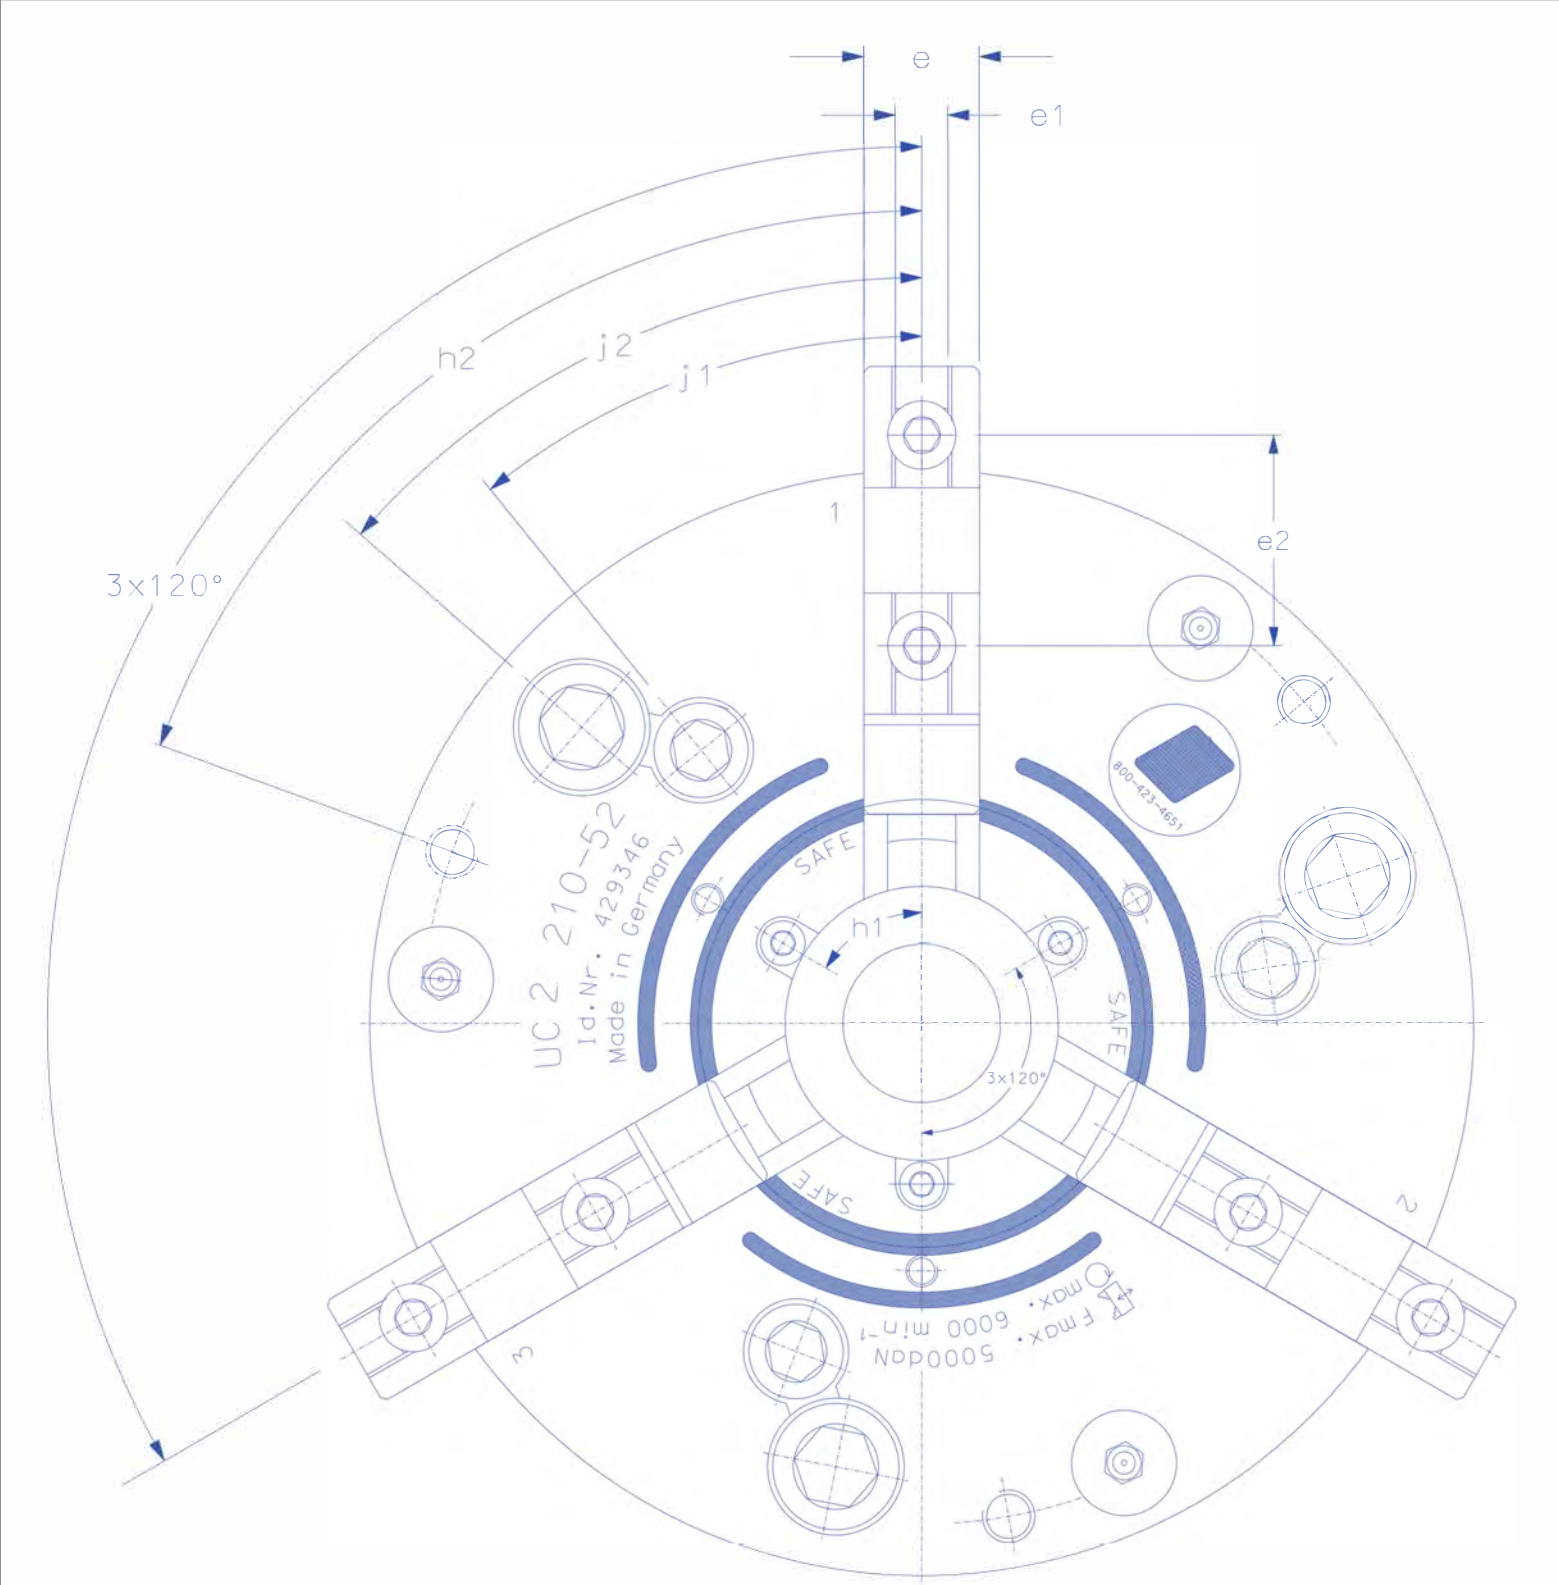 e
e1
h2
j2
j1
3x120°
1
e2
800-423-4651
SAFE
UC 2 210-52
Id.Nr. 429346
Made in Germany
h1
SAFE
3x120°
SAFE
2
3
max. 6000 min⁻¹
F max. 5000daN